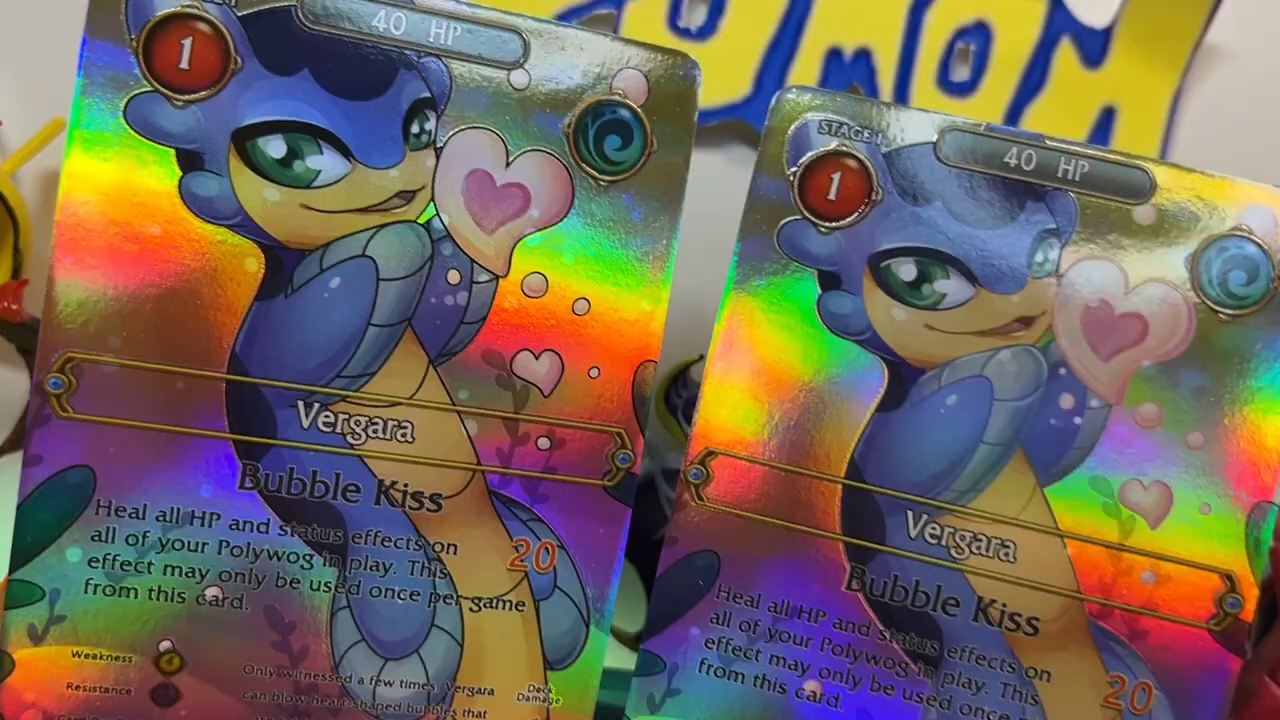 40 HP
1
Vergara
Bubble Kiss
Heal all HP and status effects on
all of your Polywog in play. This
effect may only be used once per game
from this card.
20
Weakness
Resistance
Only witnessed a few times, Vergara
can blow heart-shaped bubbles that
Deck
Damage
STAGE 1
40 HP
1
Vergara
Bubble Kiss
Heal all HP and status effects on
all of your Polywog in play. This
effect may only be used once
from this card.
20